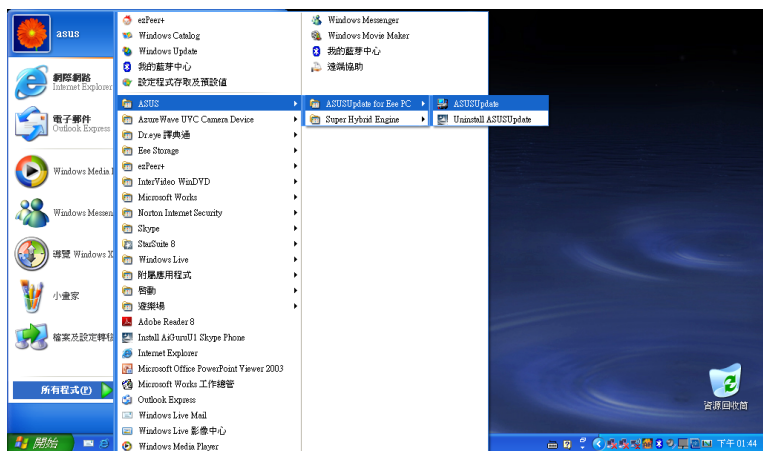 asus
網際網路
Internet Explorer
電子郵件
Outlook Express
Windows Media
Windows Messen
導覽 Windows X
小畫家
檔案及設定轉移
所有程式(P)
ezPeer+
Windows Catalog
Windows Update
我的藍芽中心
設定程式存取及預設值
ASUS
AzureWave UVC Camera Device
Dr.eye 譯典通
Eee Storage
ezPeer+
InterVideo WinDVD
Microsoft Works
Norton Internet Security
Skype
StarSuite 8
Windows Live
附屬應用程式
啟動
遊樂場
Adobe Reader 8
Install AiGuruU1 Skype Phone
Internet Explorer
Microsoft Office PowerPoint Viewer 2003
Microsoft Works 工作總管
Outlook Express
Windows Live Mail
Windows Live 影像中心
Windows Media Player
Windows Messenger
Windows Movie Maker
我的藍芽中心
遠端協助
ASUSUpdate for Eee PC
Super Hybrid Engine
ASUSUpdate
Uninstall ASUSUpdate
資源回收筒
開始
下午 01:44